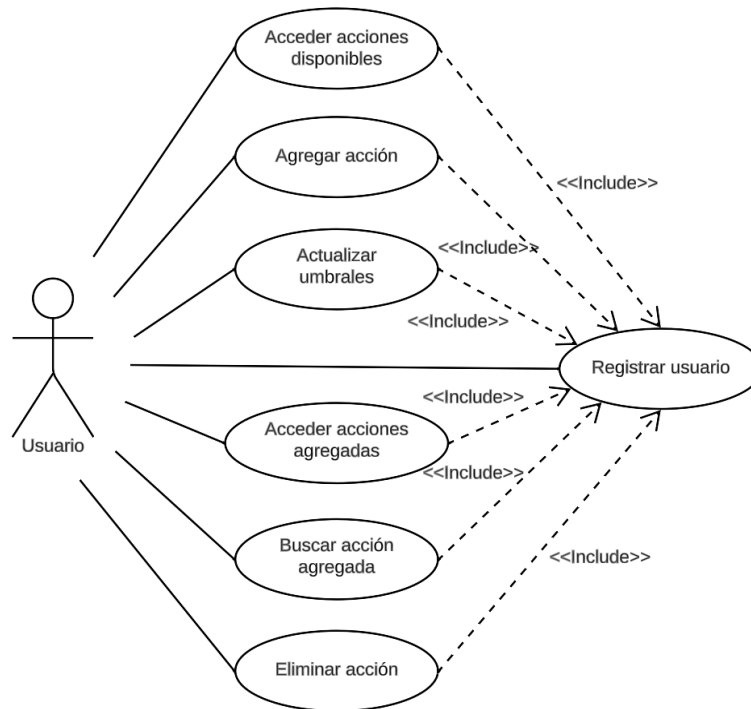 Acceder acciones
disponibles
<<Include>>
Agregar acción
<<Include>>
Actualizar
umbrales
<<Include>>
Registrar usuario
<<Include>>
Acceder acciones
agregadas
Usuario
<<Include>>
Buscar acción
agregada
<<Include>>
Eliminar acción